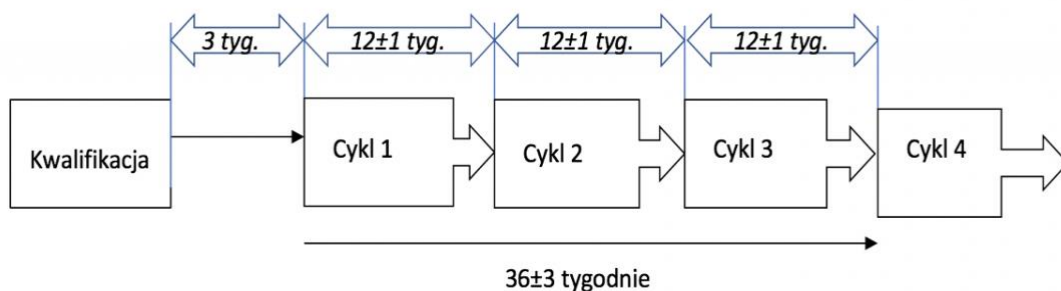 3 tyg. 12±1 tyg. 12±1 tyg. 12±1 tyg.
Kwalifikacja Cykl 1 Cykl 2 Cykl 3 Cykl 4
36±3 tygodnie